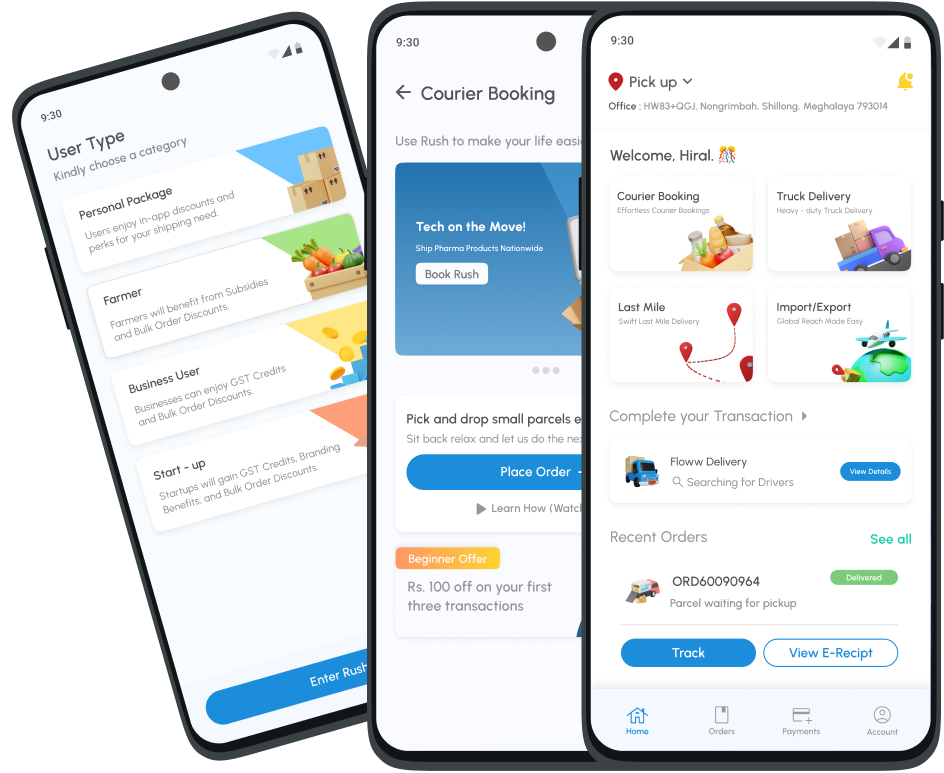 9:30
User Type
Kindly choose a category
Personal Package
Users enjoy in-app discounts and
perks for your shipping need.
Farmer
Farmers will benefit from Subsidies
and Bulk Order Discounts.
Business User
Businesses can enjoy GST Credits
and Bulk Order Discounts.
Start - up
Startups will gain GST Credits, Branding
Benefits, and Bulk Order Discounts.
Enter Rush
9:30
Courier Booking
Use Rush to make your life easie
Tech on the Move!
Ship Pharma Products Nationwide
Book Rush
Pick and drop small parcels e
Sit back relax and let us do the nex
Place Order
Learn How (Watch
Beginner Offer
Rs. 100 off on your first
three transactions
9:30
Pick up
Office : HW83+QGJ, Nongrimbah, Shillong, Meghalaya 793014
Welcome, Hiral.
Courier Booking
Effortless Courier Bookings
Truck Delivery
Heavy - duty Truck Delivery
Last Mile
Swift Last Mile Delivery
Import/Export
Global Reach Made Easy
Complete your Transaction
Floww Delivery
Searching for Drivers
View Details
Recent Orders
See all
ORD60090964
Delivered
Parcel waiting for pickup
Track
View E-Recipt
Home
Orders
Payments
Account